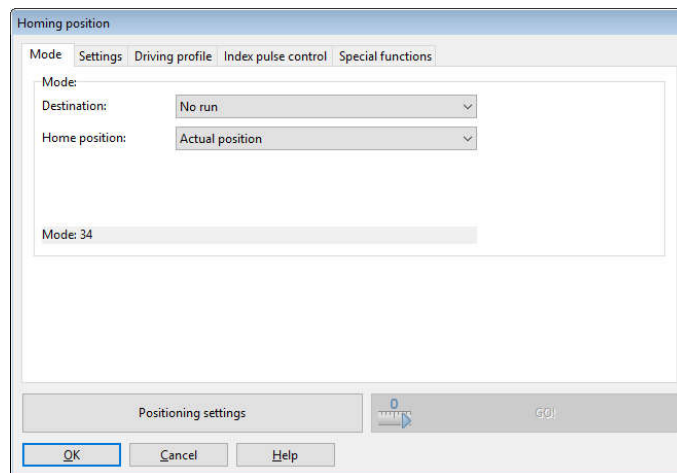 Homing position
Mode Settings Driving profile Index pulse control Special functions
Mode:
Destination: No run
Home position: Actual position
Mode: 34
Positioning settings 0 GO!
OK Cancel Help